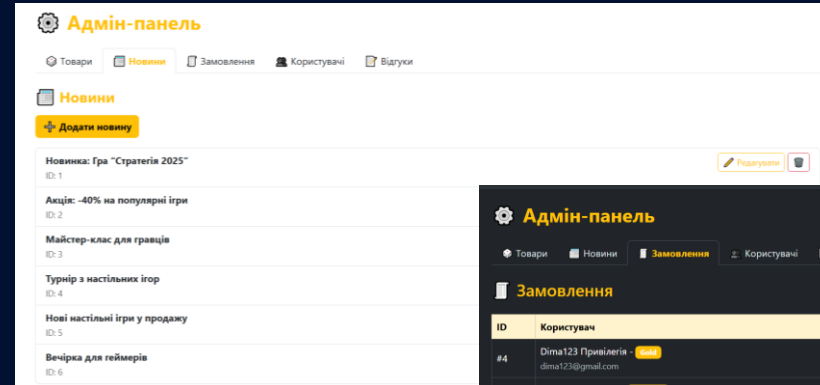 Адмін-панель
Товари Новини Замовлення Користувачі Відгуки
Новини
Додати новину
Новинка: Гра "Стратегія 2025"
Редагувати
ID: 1
Акція: -40% на популярні ігри
ID: 2
Майстер-клас для гравців
ID: 3
Турнір з настільних ігор
ID: 4
Нові настільні ігри у продажу
ID: 5
Вечірка для геймерів
ID: 6
Адмін-панель
Товари Новини Замовлення Користувачі
Замовлення
ID Користувач
#4 Dima123 Привілегія - Gold
dima123@gmail.com